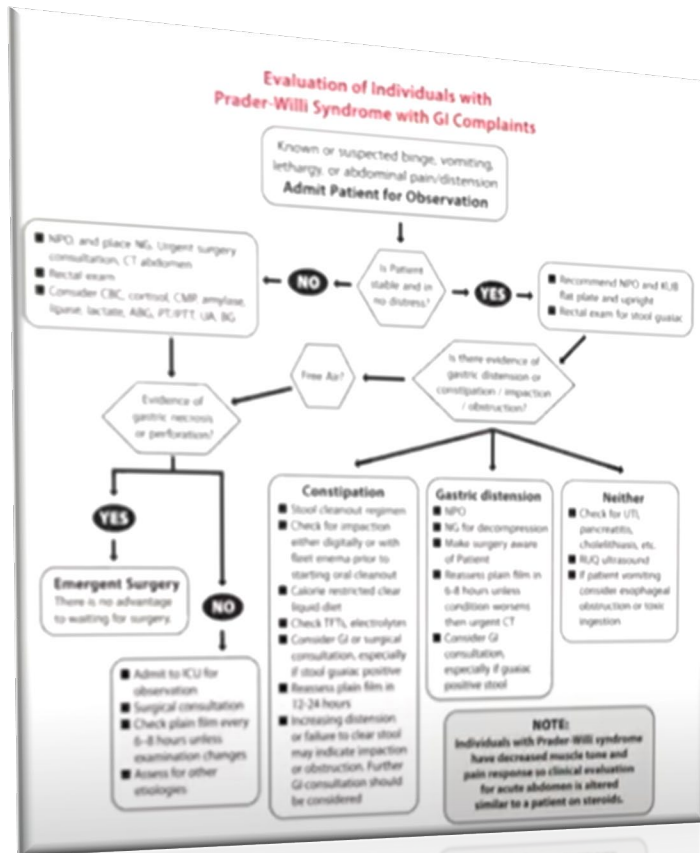 Evaluation of Individuals with
Prader-Willi Syndrome with GI Complaints
Known or suspected binge, vomiting,
lethargy, or abdominal pain/distension
Admit Patient for Observation
Is Patient
stable and in
no distress?
NO
YES
■ NPO, and place NG. Urgent surgery
consultation, CT abdomen
■ Rectal exam
■ Consider CBC, cortisol, CMP, amylase,
lipase, lactate, ABG, PT/PTT, UA, BG
■ Recommend NPO and KUB
flat plate and upright
■ Rectal exam for stool guaiac
Is there evidence of
gastric distension or
constipation / impaction
/ obstruction?
Free Air?
Evidence of
gastric necrosis
or perforation?
YES
Emergent Surgery
There is no advantage
to waiting for surgery.
NO
■ Admit to ICU for
observation
■ Surgical consultation
■ Check plain film every
6–8 hours unless
examination changes
■ Assess for other
etiologies
Constipation
■ Stool cleanout regimen
■ Check for impaction
either digitally or with
fleet enema prior to
starting oral cleanout
■ Calorie restricted clear
liquid diet
■ Check TFTs, electrolytes
■ Consider GI or surgical
consultation, especially
if stool guaiac positive
■ Reassess plain film in
12-24 hours
■ Increasing distension
or failure to clear stool
may indicate impaction
or obstruction. Further
GI consultation should
be considered
Gastric distension
■ NPO
■ NG for decompression
■ Make surgery aware
of Patient
■ Reassess plain film in
6-8 hours unless
condition worsens
then urgent CT
■ Consider GI
consultation,
especially if guaiac
positive stool
Neither
■ Check for UTI,
pancreatitis,
cholelithiasis, etc.
■ RUQ ultrasound
■ If patient vomiting
consider esophageal
obstruction or toxic
ingestion
NOTE:
Individuals with Prader-Willi syndrome
have decreased muscle tone and
pain response so clinical evaluation
for acute abdomen is altered
similar to a patient on steroids.